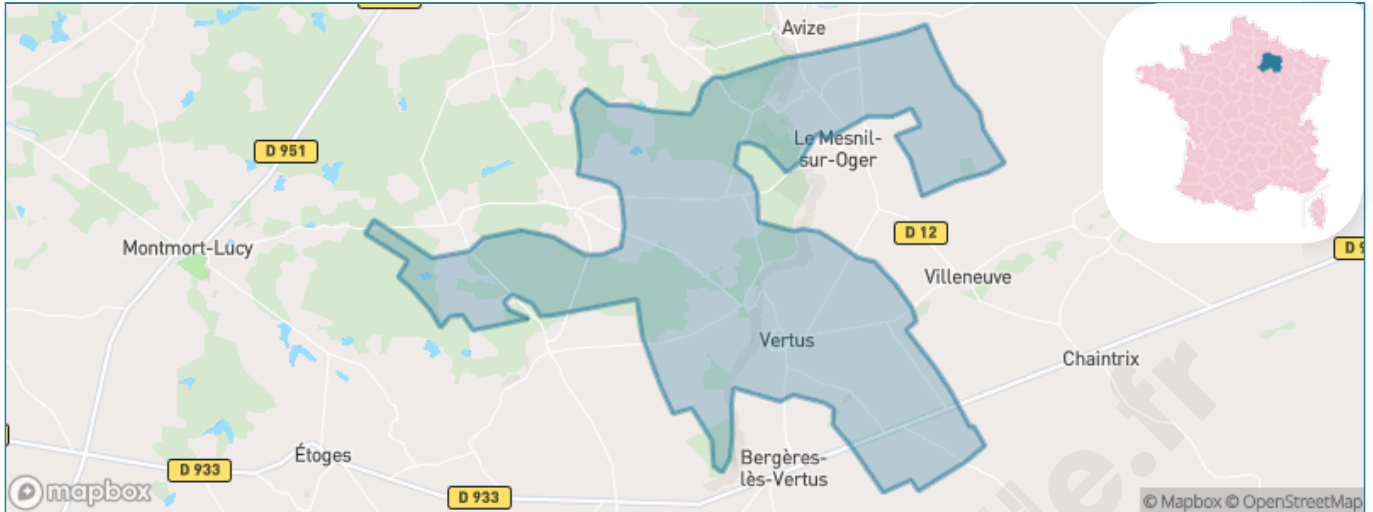 Avize
D 951
Le Mesnil-
sur-Oger
D 12
Montmort-Lucy
Villeneuve
Vertus
Chaintrix
Étoges
D 933
Bergères-
lès-Vertus
D 933
mapbox
© Mapbox © OpenStreetMap